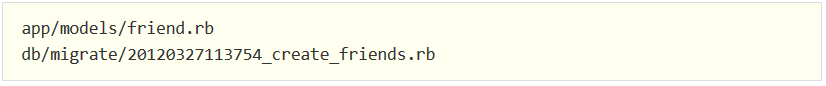 app/models/friend.rb
db/migrate/20120327113754_create_friends.rb